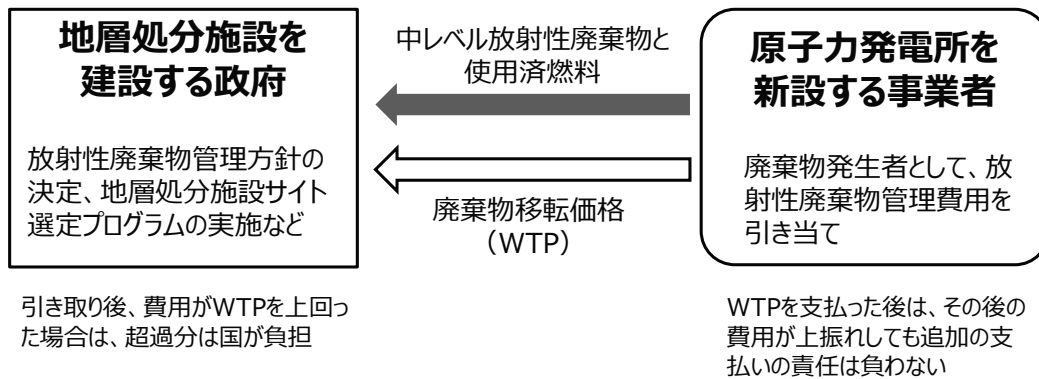 地層処分施設を
建設する政府
放射性廃棄物管理方針の
決定、地層処分施設サイト
選定プログラムの実施など
中レベル放射性廃棄物と
使用済燃料
廃棄物移転価格
（WTP）
原子力発電所を
新設する事業者
廃棄物発生者として、放
射性廃棄物管理費用を
引き当て
引き取り後、費用がWTPを上回っ
た場合は、超過分は国が負担
WTPを支払った後は、その後の
費用が上振れしても追加の支
払いの責任は負わない